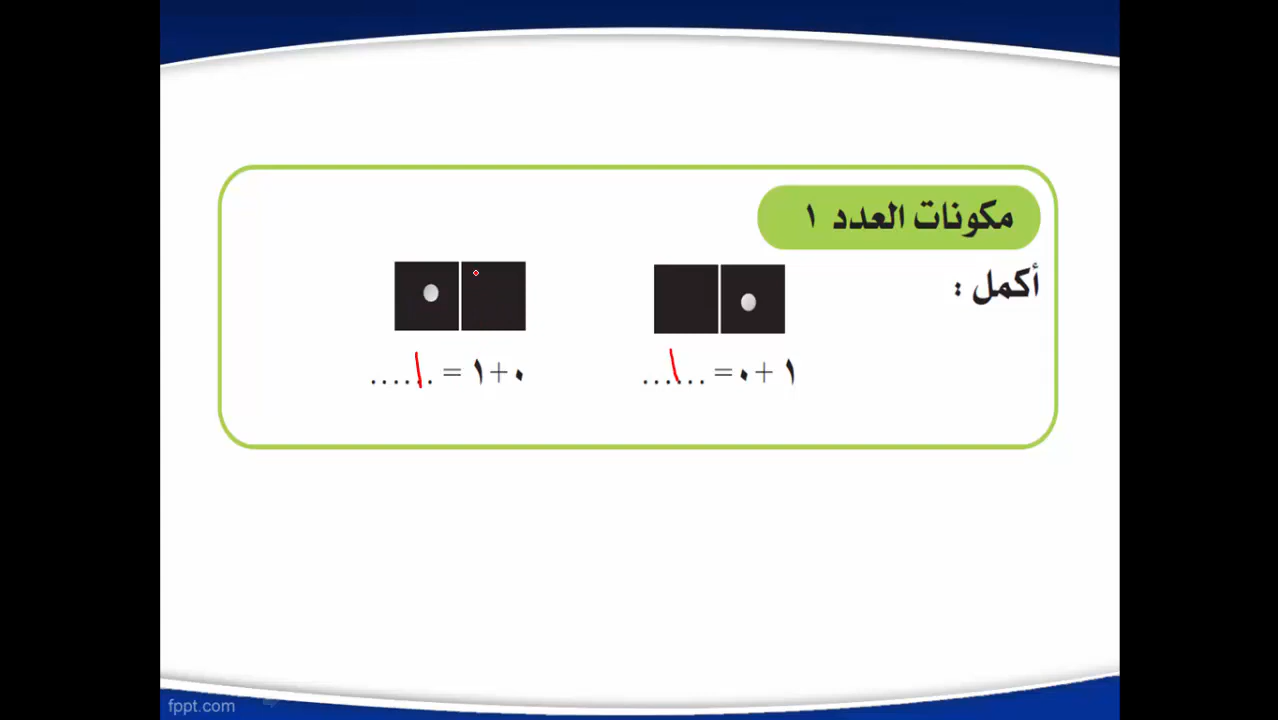 مكونات العدد ١
أكمل :
١ + ٠ = ...١...
٠ + ١ = ...١...
fppt.com